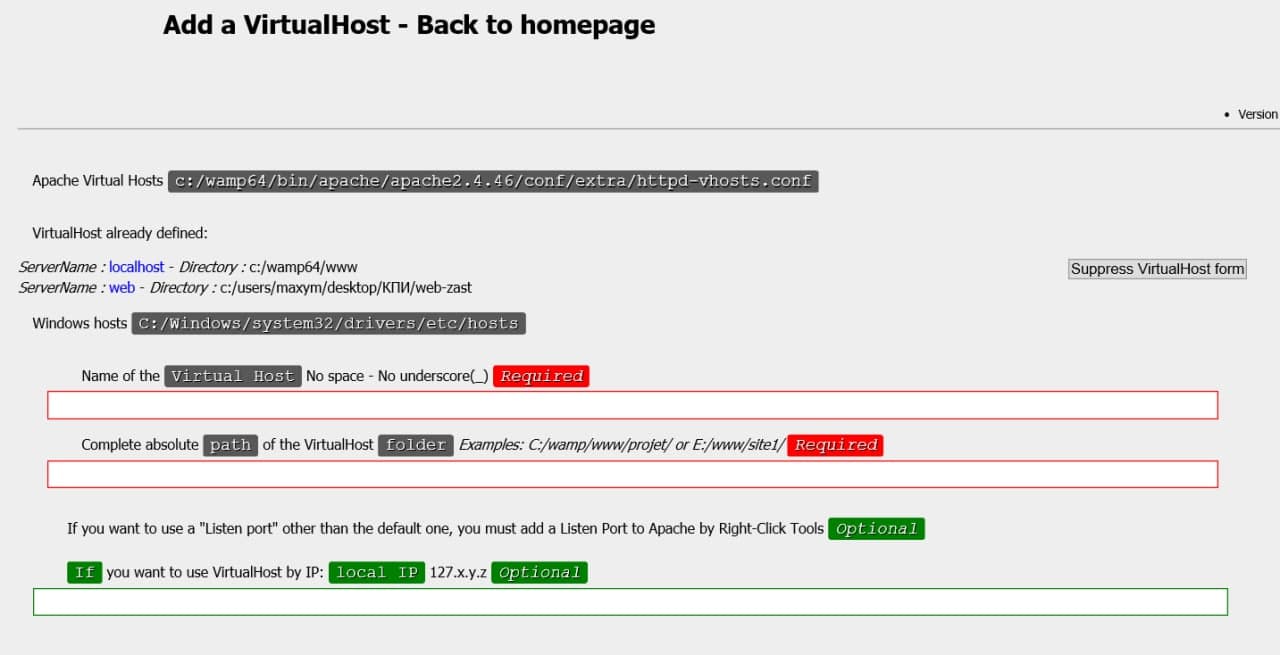 Add a VirtualHost - Back to homepage
• Version
Apache Virtual Hosts c:/wamp64/bin/apache/apache2.4.46/conf/extra/httpd-vhosts.conf
VirtualHost already defined:
ServerName : localhost - Directory : c:/wamp64/www
Suppress VirtualHost form
ServerName : web - Directory : c:/users/maxym/desktop/КПИ/web-zast
Windows hosts C:/Windows/system32/drivers/etc/hosts
Name of the Virtual Host No space - No underscore(_) Required
Complete absolute path of the VirtualHost folder Examples: C:/wamp/www/projet/ or E:/www/site1/ Required
If you want to use a "Listen port" other than the default one, you must add a Listen Port to Apache by Right-Click Tools Optional
If you want to use VirtualHost by IP: local IP 127.x.y.z Optional